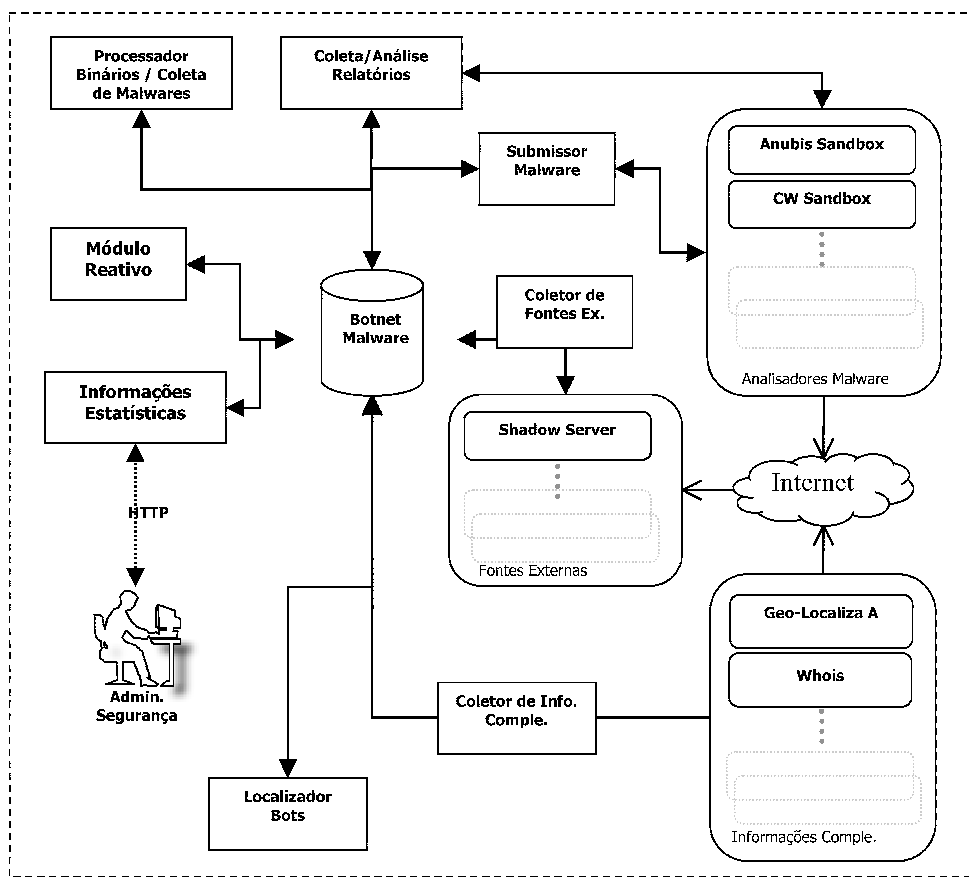 Processador
Binários / Coleta
de Malwares
Coleta/Análise
Relatórios
Submissor
Malware
Anubis Sandbox
CW Sandbox
Analisadores Malware
Módulo
Reativo
Botnet
Malware
Coletor de
Fontes Ex.
Informações
Estatísticas
Shadow Server
Fontes Externas
Internet
HTTP
Admin.
Segurança
Geo-Localiza A
Whois
Informações Comple.
Coletor de Info.
Comple.
Localizador
Bots